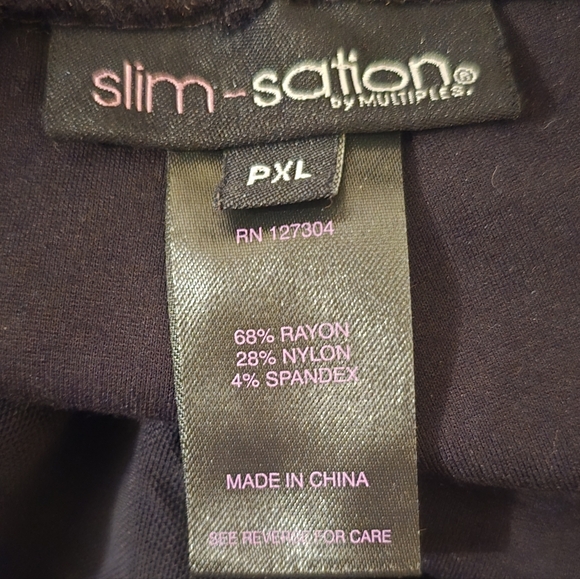 slim-sation®
by MULTIPLES.
PXL
RN 127304
68% RAYON
28% NYLON
4% SPANDEX
MADE IN CHINA
SEE REVERSE FOR CARE